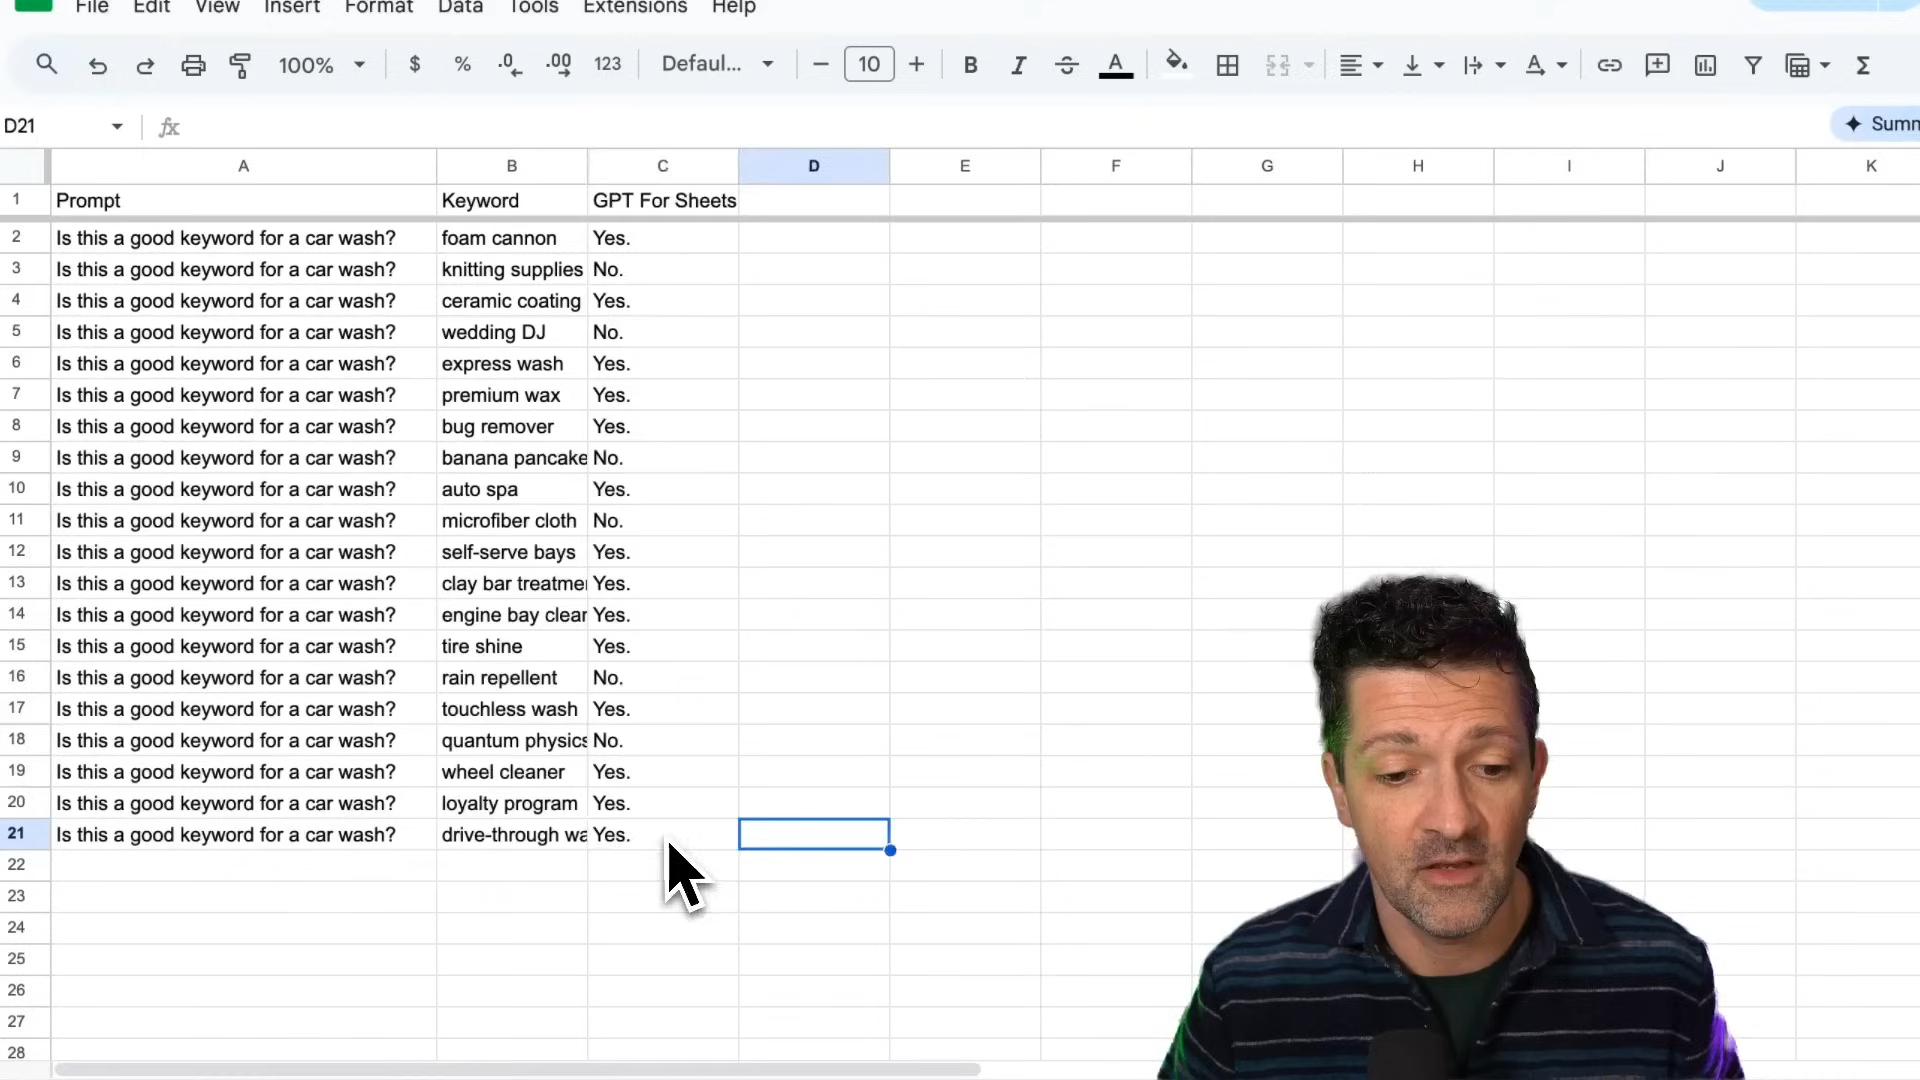 File Edit View Insert Format Data Tools Extensions Help
100% $ % .0 .00 123 Defaul... 10 B I A A Σ
D21 fx Summ
A B C D E F G H I J K
1 Prompt Keyword GPT For Sheets
2 Is this a good keyword for a car wash? foam cannon Yes.
3 Is this a good keyword for a car wash? knitting supplies No.
4 Is this a good keyword for a car wash? ceramic coating Yes.
5 Is this a good keyword for a car wash? wedding DJ No.
6 Is this a good keyword for a car wash? express wash Yes.
7 Is this a good keyword for a car wash? premium wax Yes.
8 Is this a good keyword for a car wash? bug remover Yes.
9 Is this a good keyword for a car wash? banana pancake No.
10 Is this a good keyword for a car wash? auto spa Yes.
11 Is this a good keyword for a car wash? microfiber cloth No.
12 Is this a good keyword for a car wash? self-serve bays Yes.
13 Is this a good keyword for a car wash? clay bar treatme Yes.
14 Is this a good keyword for a car wash? engine bay clear Yes.
15 Is this a good keyword for a car wash? tire shine Yes.
16 Is this a good keyword for a car wash? rain repellent No.
17 Is this a good keyword for a car wash? touchless wash Yes.
18 Is this a good keyword for a car wash? quantum physics No.
19 Is this a good keyword for a car wash? wheel cleaner Yes.
20 Is this a good keyword for a car wash? loyalty program Yes.
21 Is this a good keyword for a car wash? drive-through wa Yes.
22
23
24
25
26
27
28